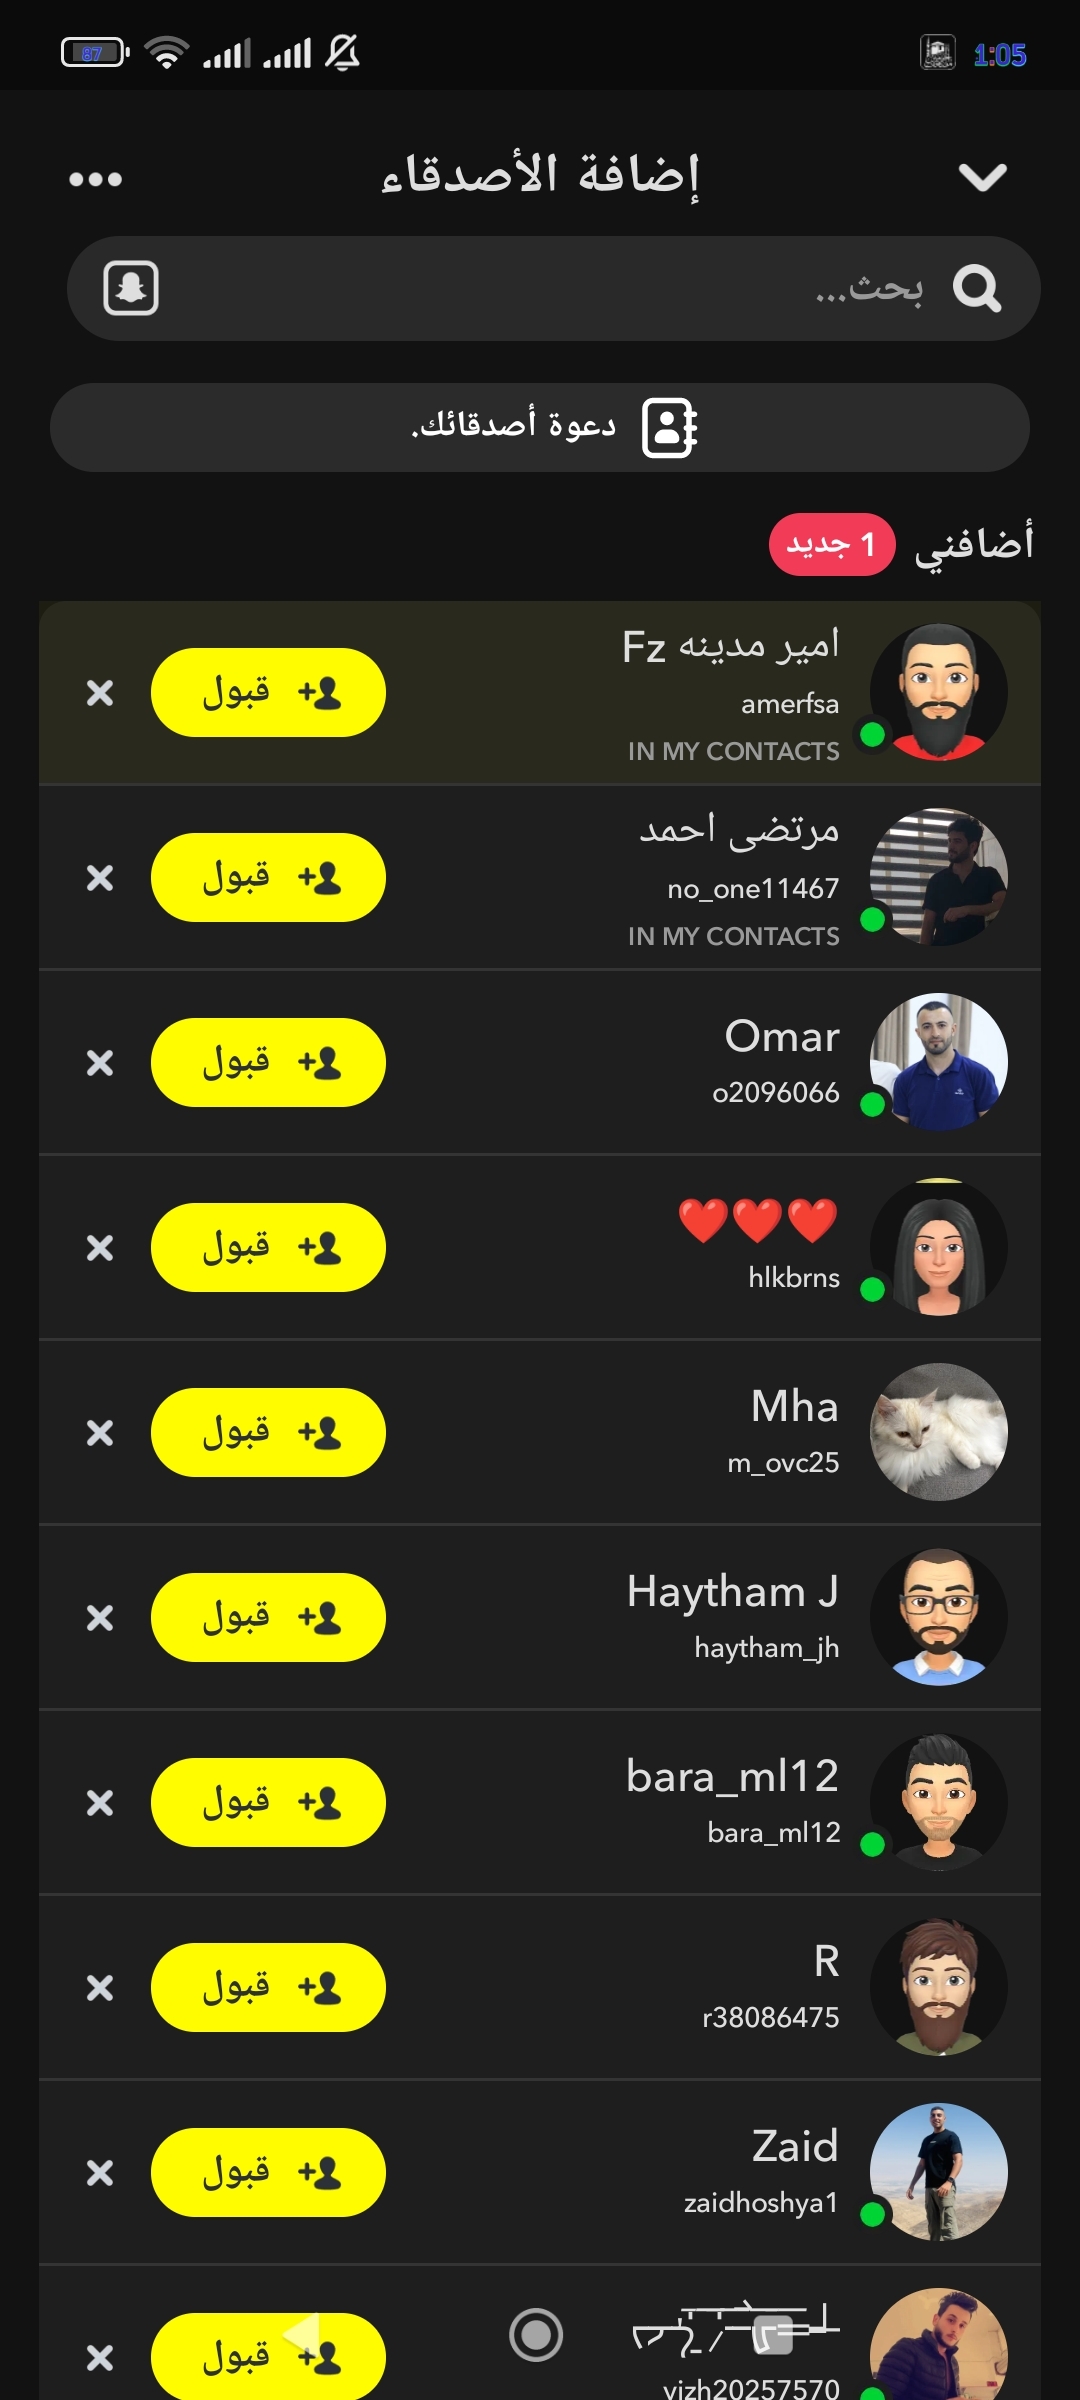 87
1:05
إضافة الأصدقاء
بحث...
دعوة أصدقائك.
أضافني
1 جديد
امير مدينه Fz
amerfsa
IN MY CONTACTS
قبول
مرتضى احمد
no_one11467
IN MY CONTACTS
قبول
Omar
o2096066
قبول
❤️❤️❤️
hlkbrns
قبول
Mha
m_ovc25
قبول
Haytham J
haytham_jh
قبول
bara_ml12
bara_ml12
قبول
R
r38086475
قبول
Zaid
zaidhoshya1
قبول
vizh20257570
قبول